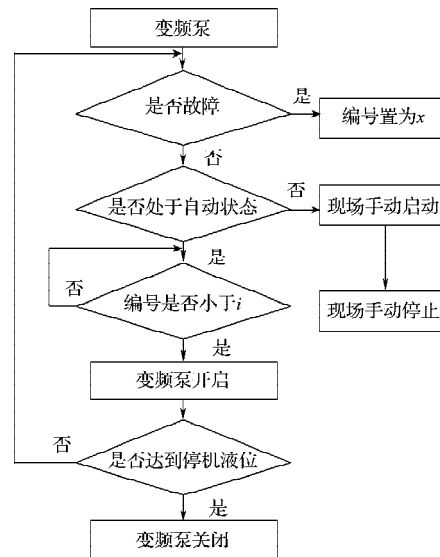 变频泵
是否故障
是
编号置为x
否
是否处于自动状态
否
现场手动启动
是
否
编号是否小于i
现场手动停止
是
变频泵开启
否
是否达到停机液位
是
变频泵关闭